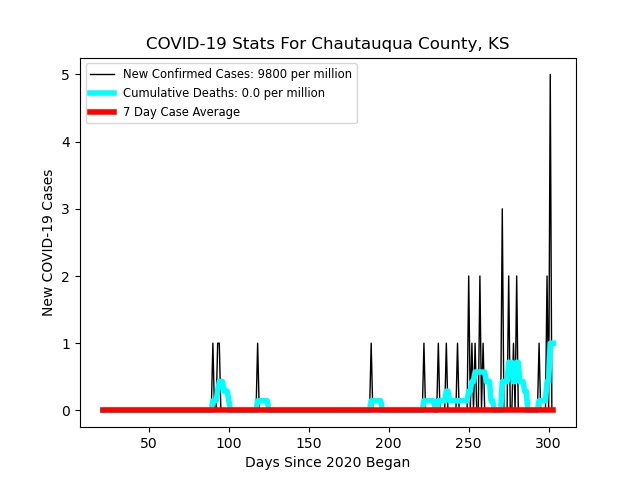 COVID-19 Stats For Chautauqua County, KS
New Confirmed Cases: 9800 per million
Cumulative Deaths: 0.0 per million
7 Day Case Average
5
4
3
2
1
0
New COVID-19 Cases
50 100 150 200 250 300
Days Since 2020 Began